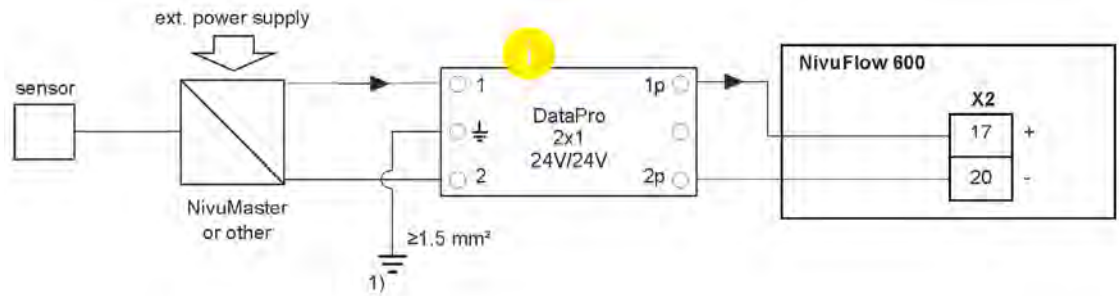 ext. power supply
sensor
NivuMaster
or other
1
2
DataPro
2x1
24V/24V
1p
2p
≥1.5 mm²
1)
NivuFlow 600
X2
17 +
20 -